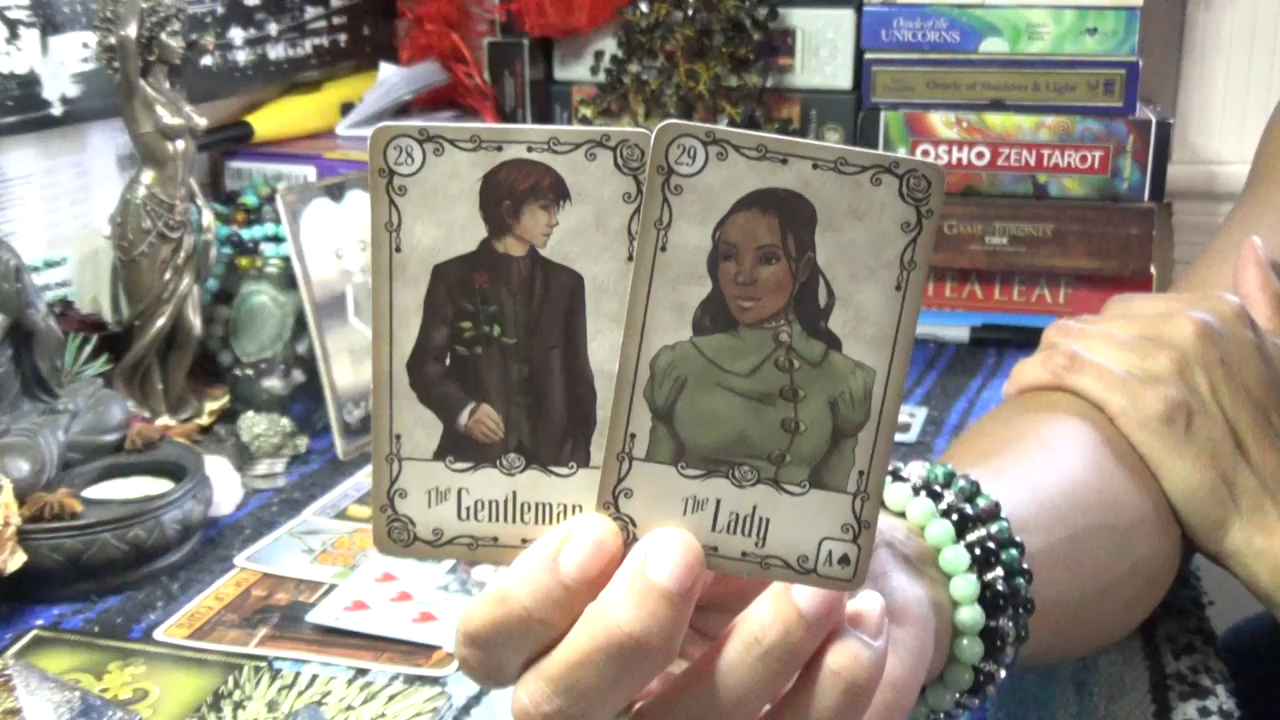 Oracle of the
UNICORNS
Oracle of Shadows & Light
OSHO ZEN TAROT
GAME OF THRONES
TEA LEAF
28
The Gentleman
29
The Lady
A♠